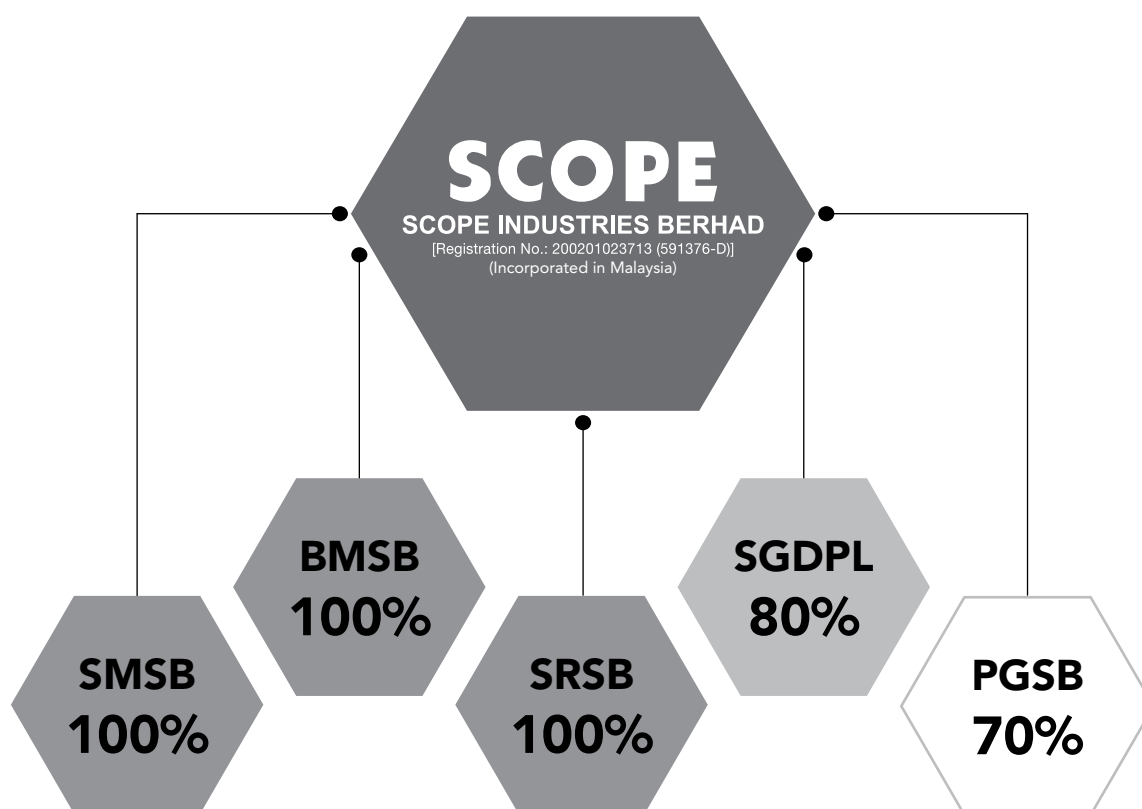 SCOPE
SCOPE INDUSTRIES BERHAD
[Registration No.: 200201023713 (591376-D)]
(Incorporated in Malaysia)
SMSB
100%
BMSB
100%
SRSB
100%
SGDPL
80%
PGSB
70%